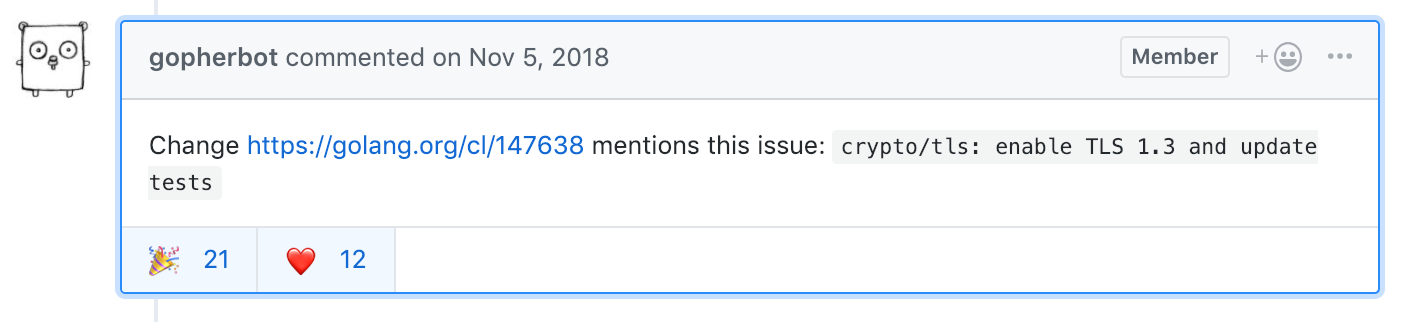 gopherbot commented on Nov 5, 2018 Member
Change https://golang.org/cl/147638 mentions this issue: crypto/tls: enable TLS 1.3 and update
tests
21 12